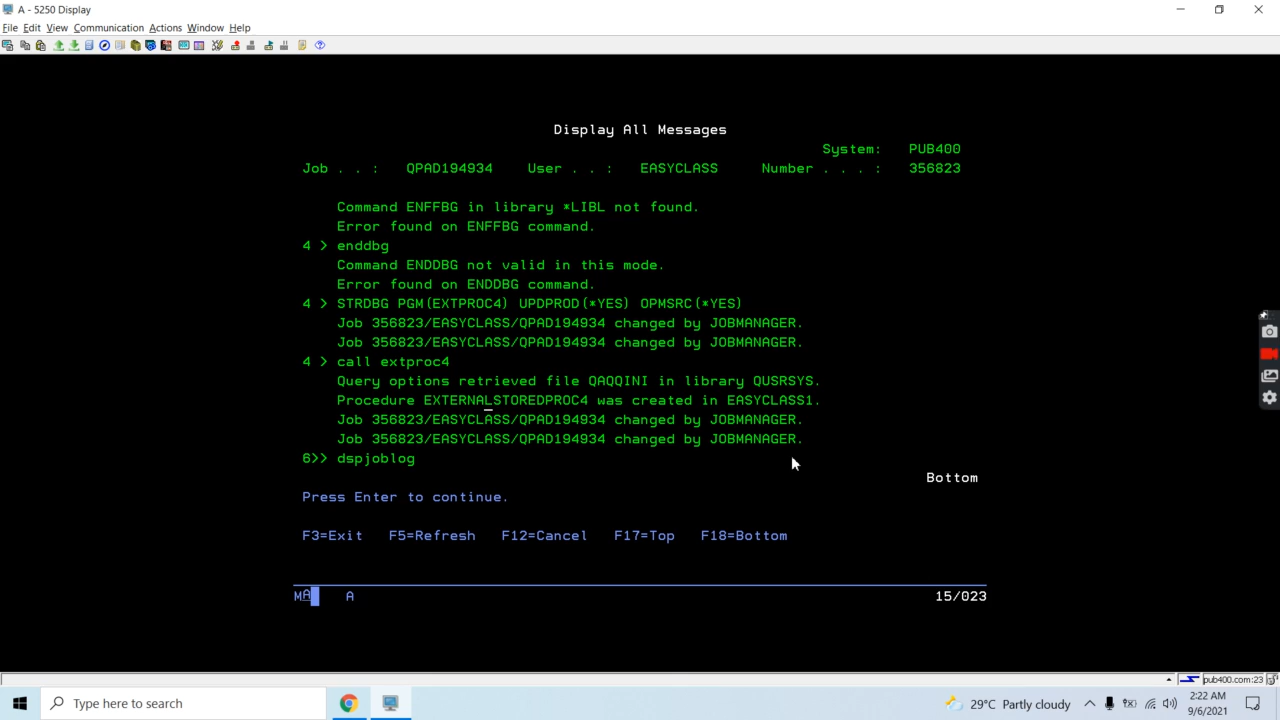 A - 5250 Display
File Edit View Communication Actions Window Help
Display All Messages
System: PUB400
Job . . : QPAD194934 User . . : EASYCLASS Number . . . : 356823
Command ENFFBG in library *LIBL not found.
Error found on ENFFBG command.
4 > enddbg
Command ENDDBG not valid in this mode.
Error found on ENDDBG command.
4 > STRDBG PGM(EXTPROC4) UPDPROD(*YES) OPMSRC(*YES)
Job 356823/EASYCLASS/QPAD194934 changed by JOBMANAGER.
Job 356823/EASYCLASS/QPAD194934 changed by JOBMANAGER.
4 > call extproc4
Query options retrieved file QAQQINI in library QUSRSYS.
Procedure EXTERNALSTOREDPROC4 was created in EASYCLASS1.
Job 356823/EASYCLASS/QPAD194934 changed by JOBMANAGER.
Job 356823/EASYCLASS/QPAD194934 changed by JOBMANAGER.
6>> dspjoblog
Bottom
Press Enter to continue.
F3=Exit F5=Refresh F12=Cancel F17=Top F18=Bottom
MA A 15/023
pub400.com:23
Type here to search
29°C Partly cloudy
2:22 AM
9/6/2021